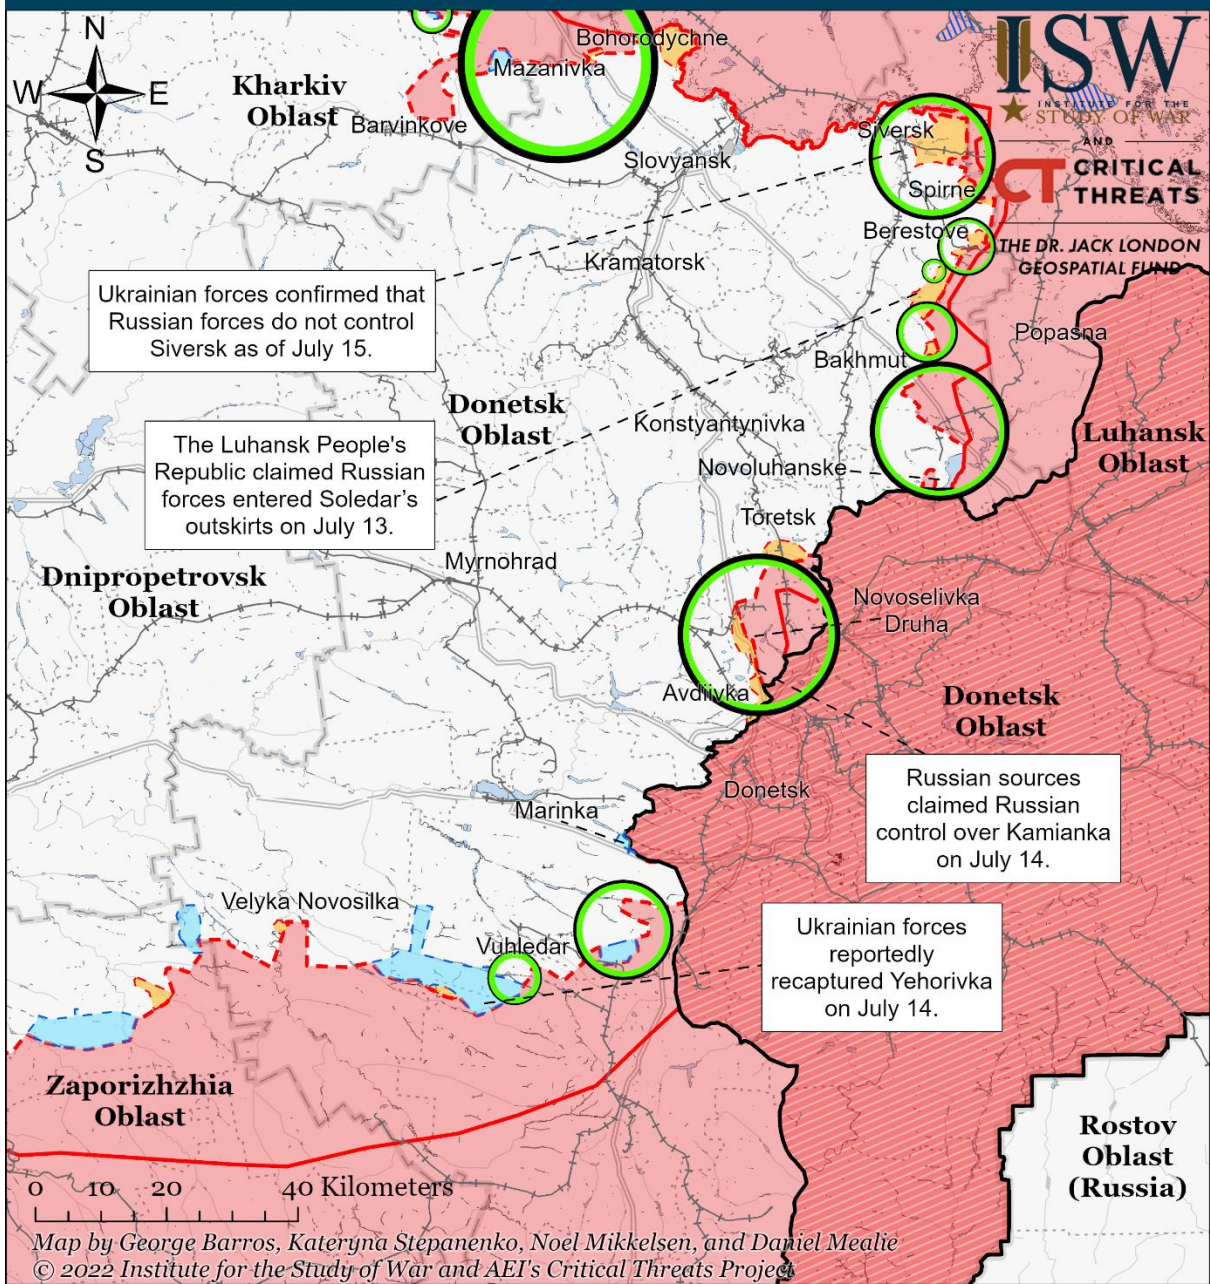 N
W E
S
ISW
INSTITUTE FOR THE
STUDY OF WAR
AND
CT CRITICAL
THREATS
THE DR. JACK LONDON
GEOSPATIAL FUND
Kharkiv
Oblast
Bohorodychne
Mazanivka
Barvinkove
Slovyansk
Siversk
Spirne
Berestove
Kramatorsk
Ukrainian forces confirmed that
Russian forces do not control
Siversk as of July 15.
Popasna
Bakhmut
Donetsk
Oblast
Konstyantynivka
Luhansk
Oblast
The Luhansk People's
Republic claimed Russian
forces entered Soledar’s
outskirts on July 13.
Novoluhanske
Toretsk
Myrnohrad
Dnipropetrovsk
Oblast
Novoselivka
Druha
Avdiivka
Donetsk
Oblast
Russian sources
claimed Russian
control over Kamianka
on July 14.
Donetsk
Marinka
Velyka Novosilka
Vuhledar
Ukrainian forces
reportedly
recaptured Yehorivka
on July 14.
Zaporizhzhia
Oblast
Rostov
Oblast
(Russia)
0 10 20 40 Kilometers
Map by George Barros, Kateryna Stepanenko, Noel Mikkelsen, and Daniel Mealie
© 2022 Institute for the Study of War and AEI's Critical Threats Project